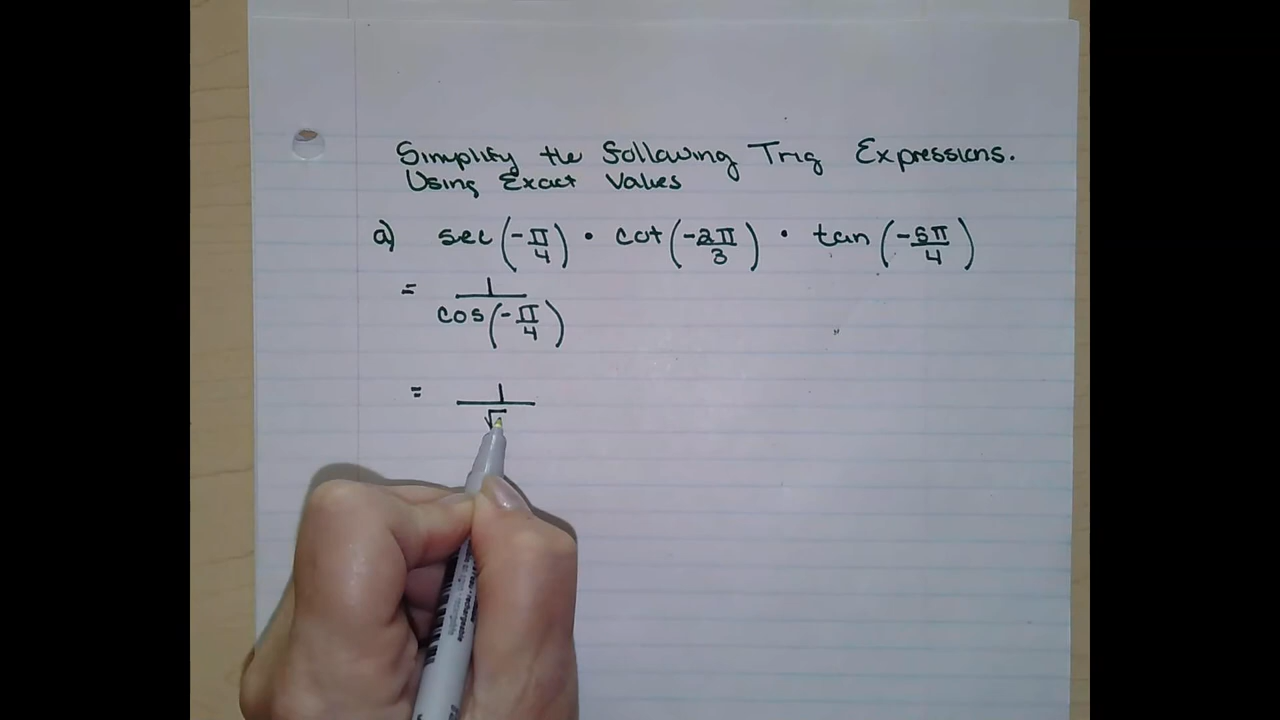 Simplify the following Trig Expressions.
Using Exact Values
a) sec(-π/4) · cot(-2π/3) · tan(-5π/4)
= 1/cos(-π/4)
= 1/√